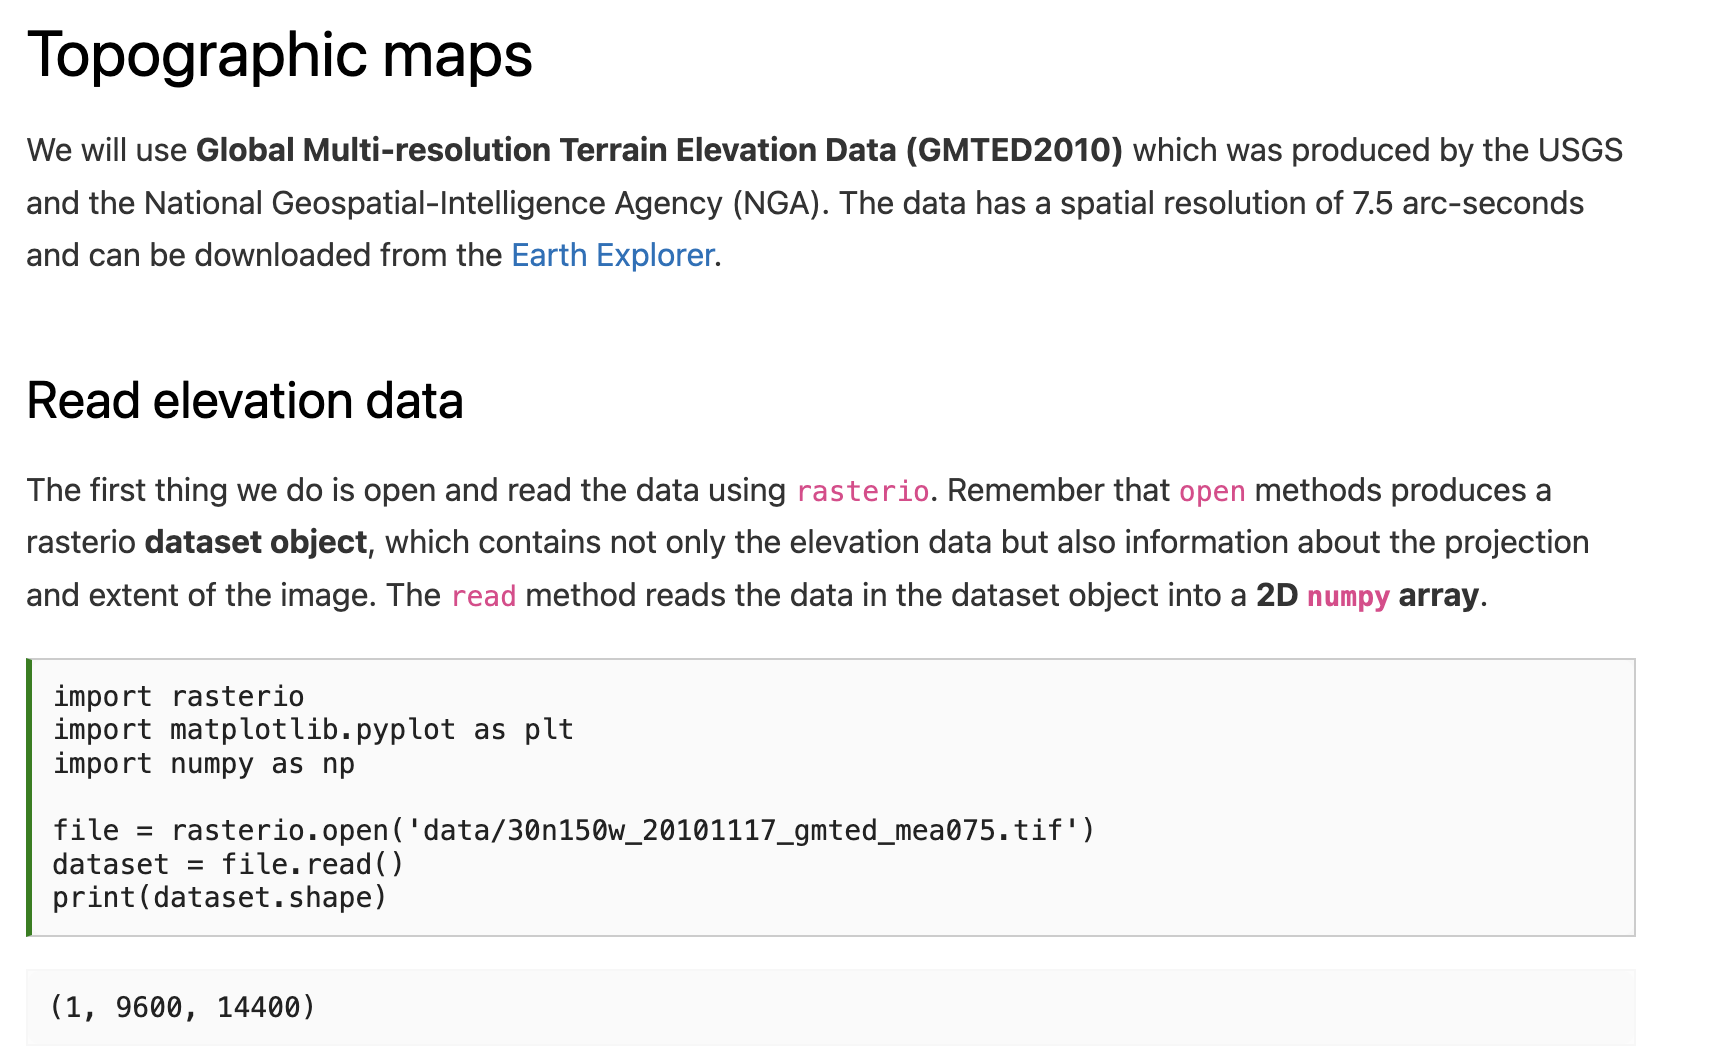 Topographic maps
We will use Global Multi-resolution Terrain Elevation Data (GMTED2010) which was produced by the USGS
and the National Geospatial-Intelligence Agency (NGA). The data has a spatial resolution of 7.5 arc-seconds
and can be downloaded from the Earth Explorer.
Read elevation data
The first thing we do is open and read the data using rasterio. Remember that open methods produces a
rasterio dataset object, which contains not only the elevation data but also information about the projection
and extent of the image. The read method reads the data in the dataset object into a 2D numpy array.
import rasterio
import matplotlib.pyplot as plt
import numpy as np
file = rasterio.open('data/30n150w_20101117_gmted_mea075.tif')
dataset = file.read()
print(dataset.shape)
(1, 9600, 14400)